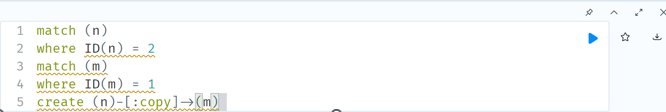 1 match (n)
2 where ID(n) = 2
3 match (m)
4 where ID(m) = 1
5 create (n)-[:copy]->(m)